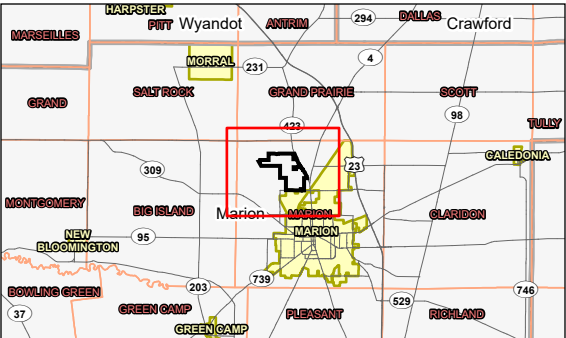 HARPSTER
PITT
Wyandot
ANTRIM
294
DALLAS
Crawford
MARSEILLES
4
MORRAL
231
GRAND
SALT ROCK
GRAND PRAIRIE
SCOTT
98
423
TULLY
309
23
CALEDONIA
MONTGOMERY
BIG ISLAND
Marion
MARION
CLARIDON
NEW
BLOOMINGTON
95
MARION
739
203
746
BOWLING GREEN
529
GREEN CAMP
37
PLEASANT
RICHLAND
GREEN CAMP